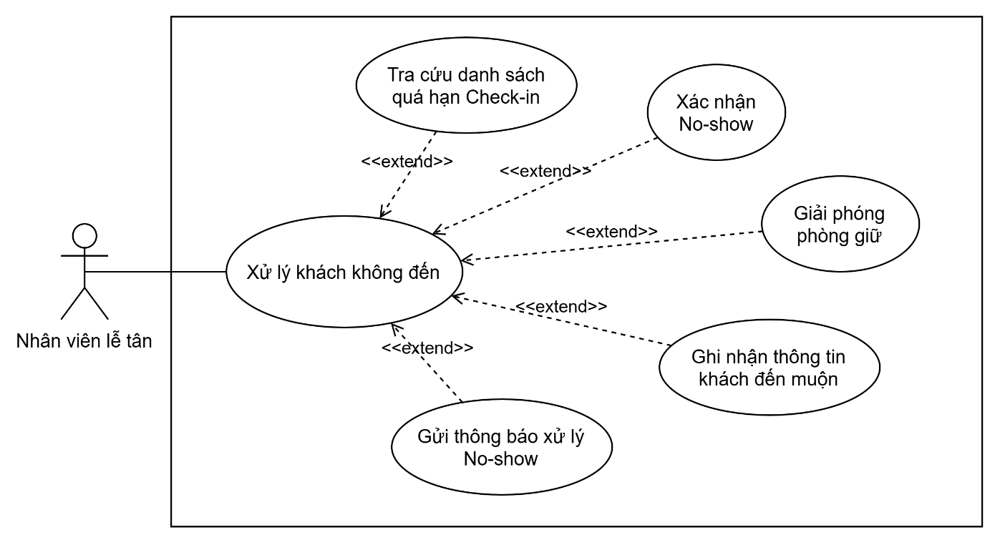 Tra cứu danh sách
quá hạn Check-in
Xác nhận
No-show
<<extend>>
<<extend>>
Giải phóng
phòng giữ
<<extend>>
Xử lý khách không đến
Nhân viên lễ tân
<<extend>>
Ghi nhận thông tin
khách đến muộn
<<extend>>
Gửi thông báo xử lý
No-show